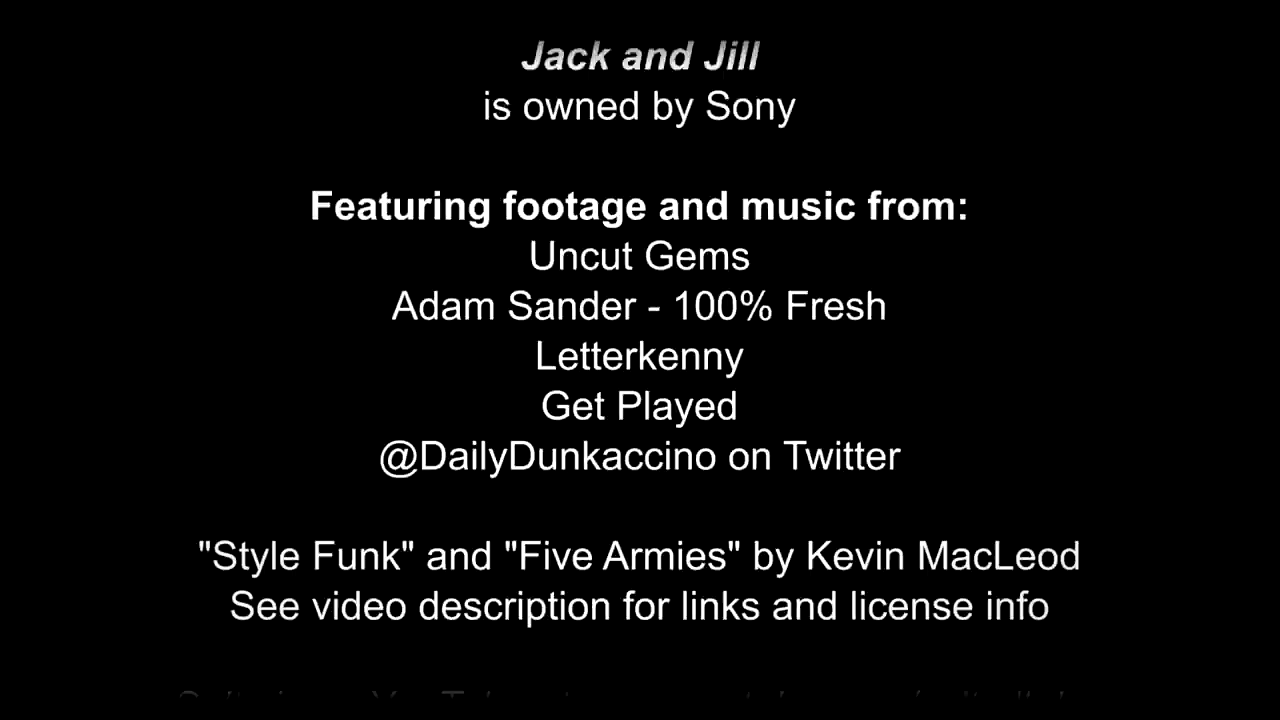 Jack and Jill
is owned by Sony
Featuring footage and music from:
Uncut Gems
Adam Sander - 100% Fresh
Letterkenny
Get Played
@DailyDunkaccino on Twitter
"Style Funk" and "Five Armies" by Kevin MacLeod
See video description for links and license info